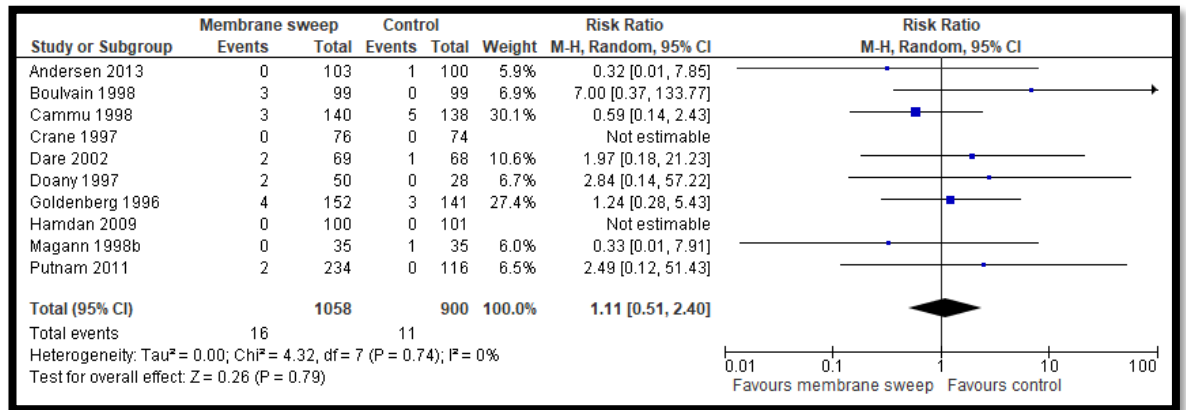 Membrane sweep Control Risk Ratio Risk Ratio
Study or Subgroup Events Total Events Total Weight M-H, Random, 95% CI M-H, Random, 95% CI
Andersen 2013 0 103 1 100 5.9% 0.32 [0.01, 7.85]
Boulvain 1998 3 99 0 99 6.9% 7.00 [0.37, 133.77]
Cammu 1998 3 140 5 138 30.1% 0.59 [0.14, 2.43]
Crane 1997 0 76 0 74 Not estimable
Dare 2002 2 69 1 68 10.6% 1.97 [0.18, 21.23]
Doany 1997 2 50 0 28 6.7% 2.84 [0.14, 57.22]
Goldenberg 1996 4 152 3 141 27.4% 1.24 [0.28, 5.43]
Hamdan 2009 0 100 0 101 Not estimable
Magann 1998b 0 35 1 35 6.0% 0.33 [0.01, 7.91]
Putnam 2011 2 234 0 116 6.5% 2.49 [0.12, 51.43]
Total (95% CI) 1058 900 100.0% 1.11 [0.51, 2.40]
Total events 16 11
Heterogeneity: Tau² = 0.00; Chi² = 4.32, df = 7 (P = 0.74); I² = 0%
Test for overall effect: Z = 0.26 (P = 0.79)
0.01 0.1 1 10 100
Favours membrane sweep Favours control